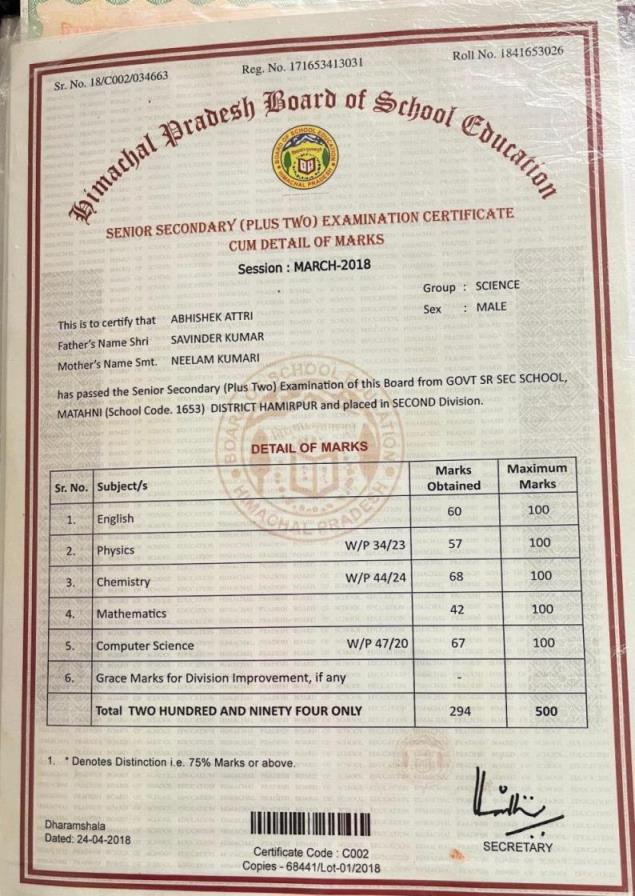 Sr. No. 18/C002/034663 Reg. No. 171653413031 Roll No. 1841653026
Himachal Pradesh Board of School Education
SENIOR SECONDARY (PLUS TWO) EXAMINATION CERTIFICATE
CUM DETAIL OF MARKS
Session : MARCH-2018
Group : SCIENCE
Sex : MALE
This is to certify that ABHISHEK ATTRI
Father's Name Shri SAVINDER KUMAR
Mother's Name Smt. NEELAM KUMARI
has passed the Senior Secondary (Plus Two) Examination of this Board from GOVT SR SEC SCHOOL,
MATAHNI (School Code. 1653) DISTRICT HAMIRPUR and placed in SECOND Division.
DETAIL OF MARKS
Sr. No. Subject/s Marks Obtained Maximum Marks
1. English 60 100
2. Physics W/P 34/23 57 100
3. Chemistry W/P 44/24 68 100
4. Mathematics 42 100
5. Computer Science W/P 47/20 67 100
6. Grace Marks for Division Improvement, if any -
Total TWO HUNDRED AND NINETY FOUR ONLY 294 500
1. * Denotes Distinction i.e. 75% Marks or above.
Dharamshala
Dated: 24-04-2018
Certificate Code : C002
Copies - 68441/Lot-01/2018
SECRETARY
BOARD OF SCHOOL EDUCATION
HIMACHAL PRADESH